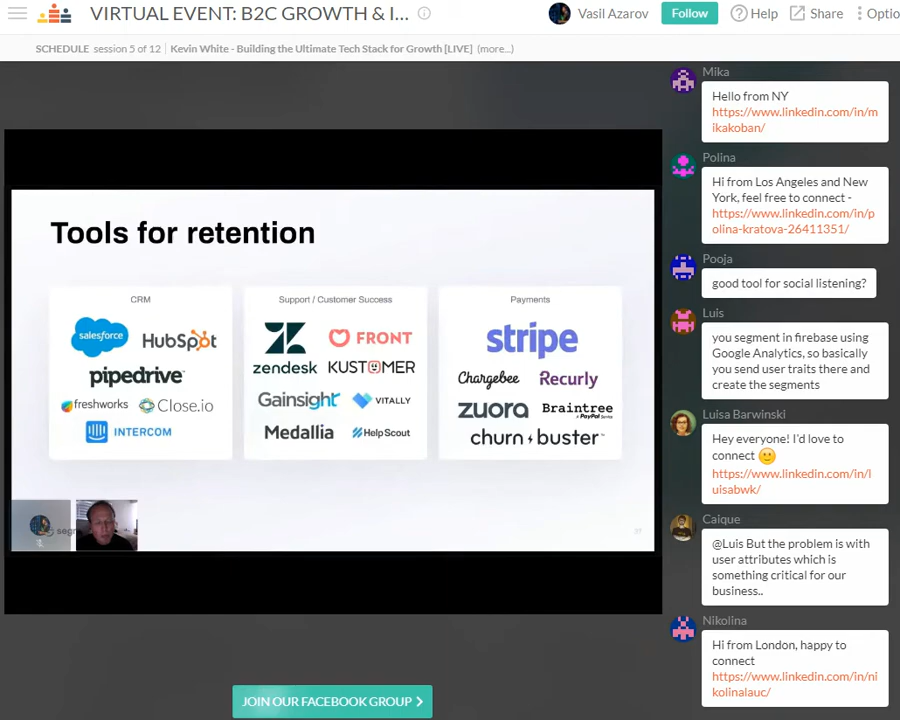 VIRTUAL EVENT: B2C GROWTH & I...
Vasil Azarov
Follow
Help
Share
Optio
SCHEDULE session 5 of 12
Kevin White - Building the Ultimate Tech Stack for Growth [LIVE] (more...)
Tools for retention
CRM
salesforce
HubSpot
pipedrive
freshworks
Close.io
INTERCOM
Support / Customer Success
zendesk
FRONT
KUSTOMER
Gainsight
VITALLY
Medallia
HelpScout
Payments
stripe
Chargebee
Recurly
zuora
Braintree
A PayPal Service
churn buster™
JOIN OUR FACEBOOK GROUP
Mika
Hello from NY
https://www.linkedin.com/in/m
ikakoban/
Polina
Hi from Los Angeles and New
York, feel free to connect -
https://www.linkedin.com/in/p
olina-kratova-26411351/
Pooja
good tool for social listening?
Luis
you segment in firebase using
Google Analytics, so basically
you send user traits there and
create the segments
Luisa Barwinski
Hey everyone! I'd love to
connect 🙂
https://www.linkedin.com/in/l
uisabwk/
Caique
@Luis But the problem is with
user attributes which is
something critical for our
business..
Nikolina
Hi from London, happy to
connect
https://www.linkedin.com/in/ni
kolinalauc/